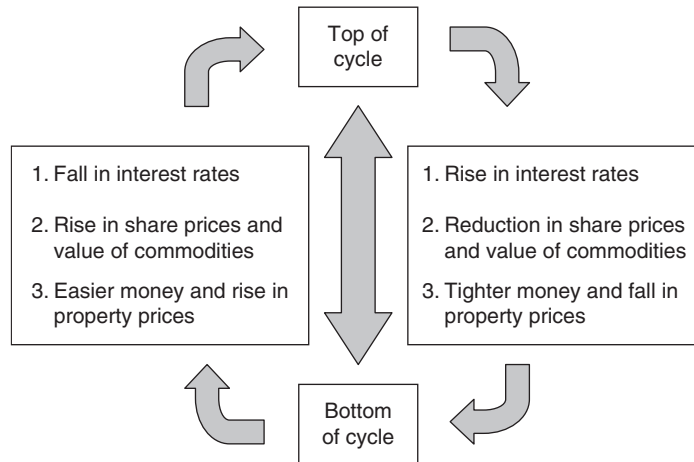 Top of
cycle
1. Fall in interest rates
2. Rise in share prices and
value of commodities
3. Easier money and rise in
property prices
1. Rise in interest rates
2. Reduction in share prices
and value of commodities
3. Tighter money and fall in
property prices
Bottom
of cycle